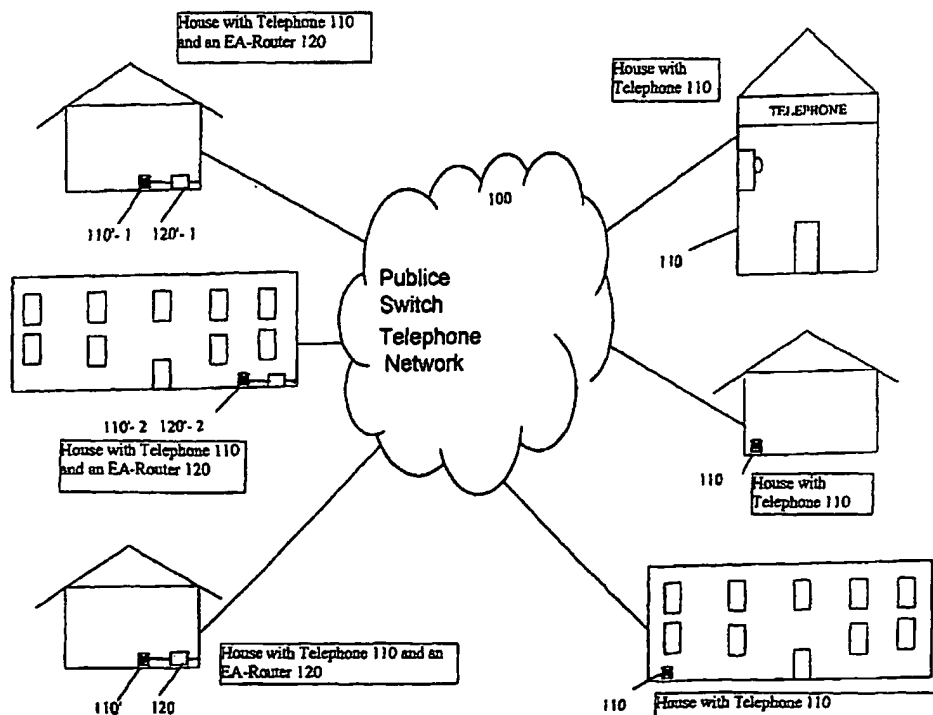 House with Telephone 110
and an EA-Router 120
House with
Telephone 110
TELEPHONE
100
110'- 1 120'- 1
110
Publice
Switch
Telephone
Network
110'- 2 120'- 2
House with Telephone 110
and an EA-Router 120
110
House with
Telephone 110
House with Telephone 110 and an
EA-Router 120
110' 120
110
House with Telephone 110